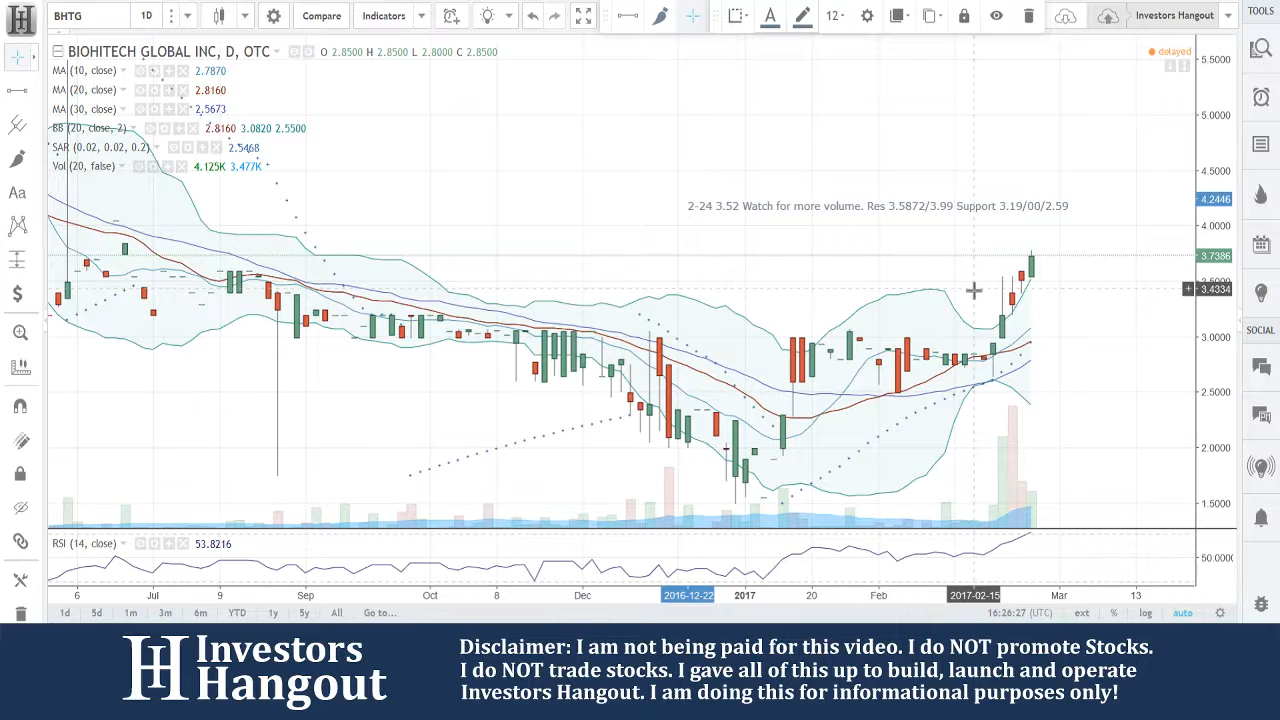 BHTG 1D Compare Indicators 12 Investors Hangout TOOLS
BIOHITECH GLOBAL INC, D, OTC O 2.8500 H 2.8500 L 2.8000 C 2.8500
delayed
MA (10, close) 2.7870
MA (20, close) 2.8160
MA (30, close) 2.5673
BB (20, close, 2) 2.8160 3.0820 2.5500
SAR (0.02, 0.02, 0.2) 2.5468
Vol (20, false) 4.125K 3.477K
Aa
2-24 3.52 Watch for more volume. Res 3.5872/3.99 Support 3.19/00/2.59
5.5000
5.0000
4.5000
4.2446
4.0000
3.7386
3.4334
3.0000
2.5000
2.0000
1.5000
SOCIAL
RSI (14, close) 53.8216
50.0000
6 Jul 9 Sep Oct 8 Dec 2016-12-22 2017 20 Feb 2017-02-15 Mar 13
1d 5d 1m 3m 6m YTD 1y 5y All Go to... 16:26:27 (UTC) ext % log auto
H Investors
Hangout
Disclaimer: I am not being paid for this video. I do NOT promote Stocks.
I do NOT trade stocks. I gave all of this up to build, launch and operate
Investors Hangout. I am doing this for informational purposes only!